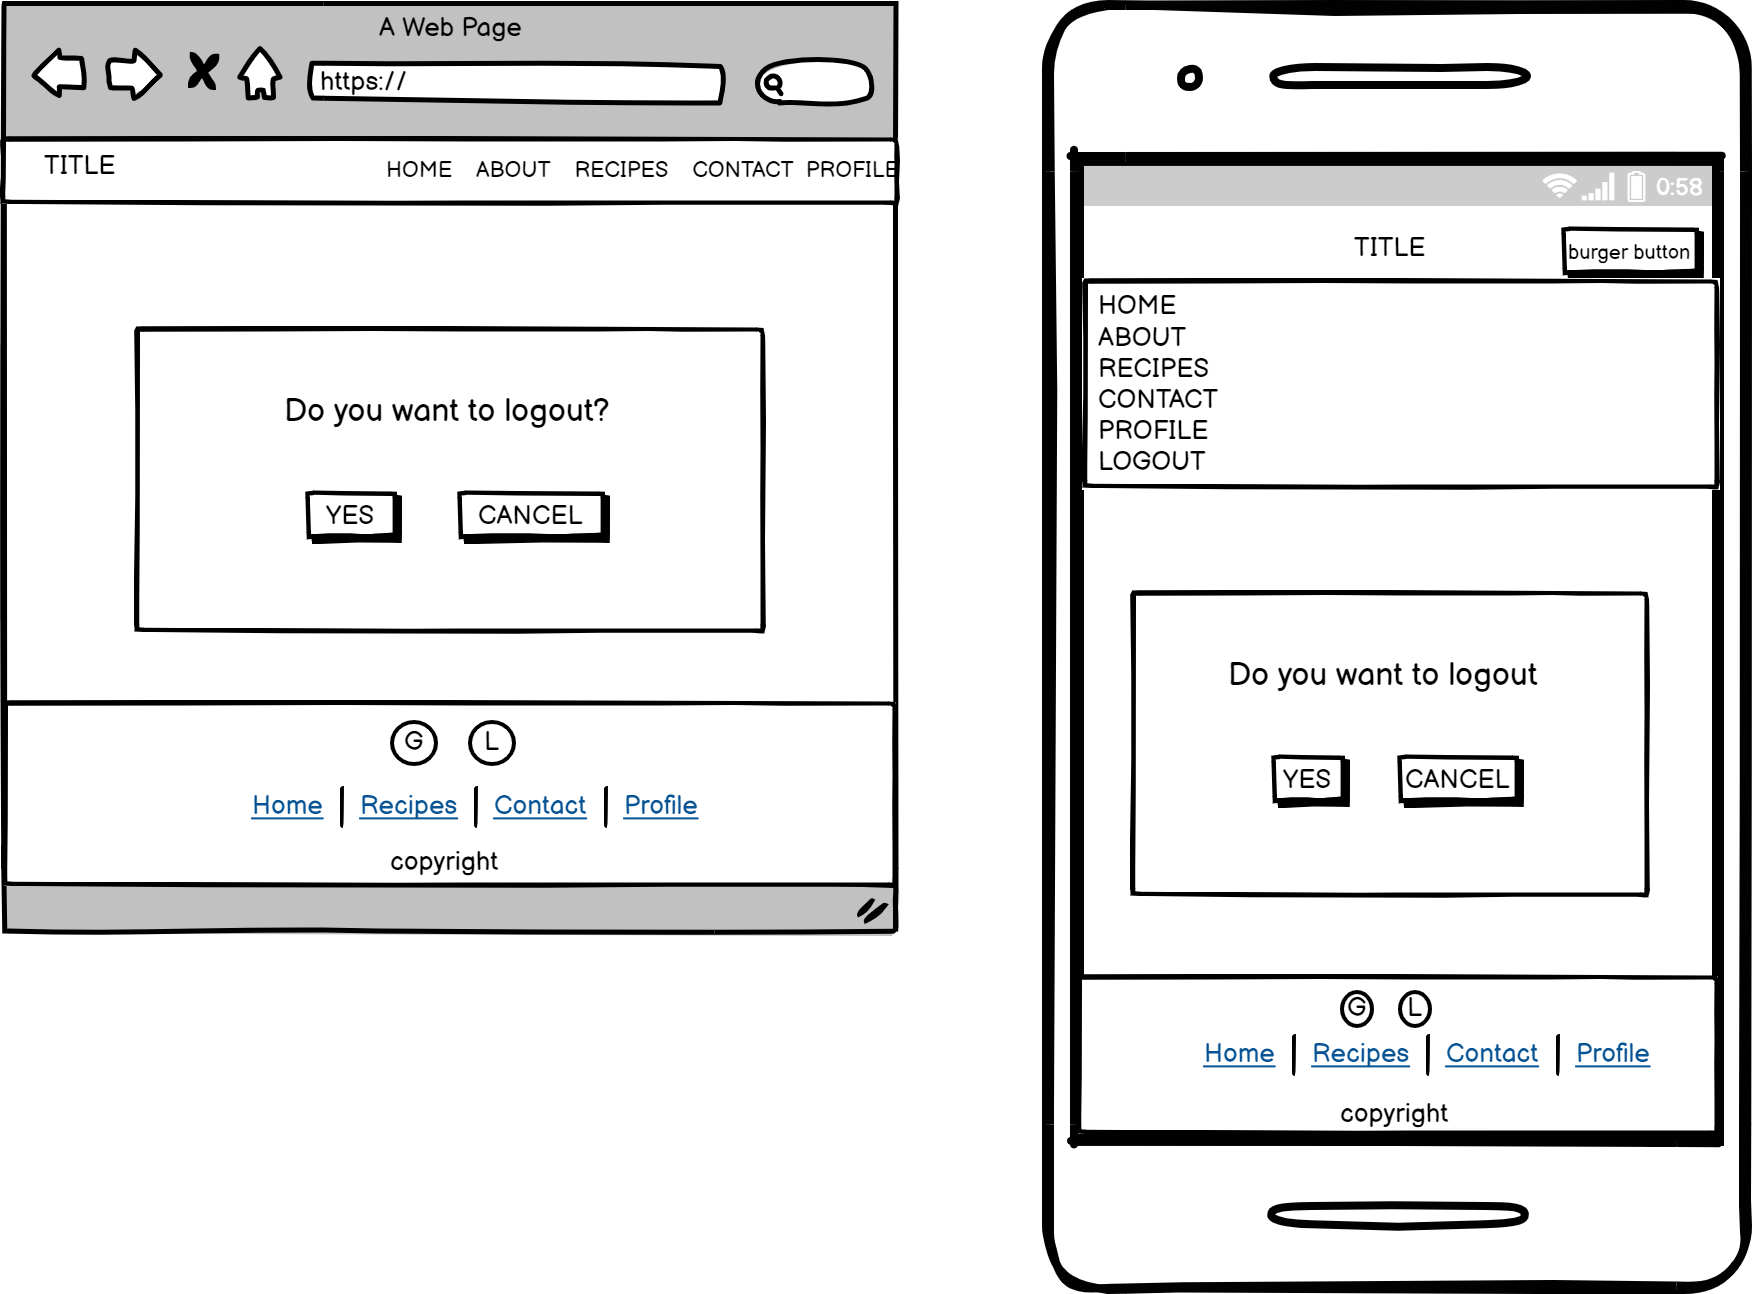 A Web Page
https://
TITLE
HOME ABOUT RECIPES CONTACT PROFILE
Do you want to logout?
YES CANCEL
G L
Home Recipes Contact Profile
copyright
0:58
TITLE
burger button
HOME
ABOUT
RECIPES
CONTACT
PROFILE
LOGOUT
Do you want to logout
YES CANCEL
G L
Home Recipes Contact Profile
copyright